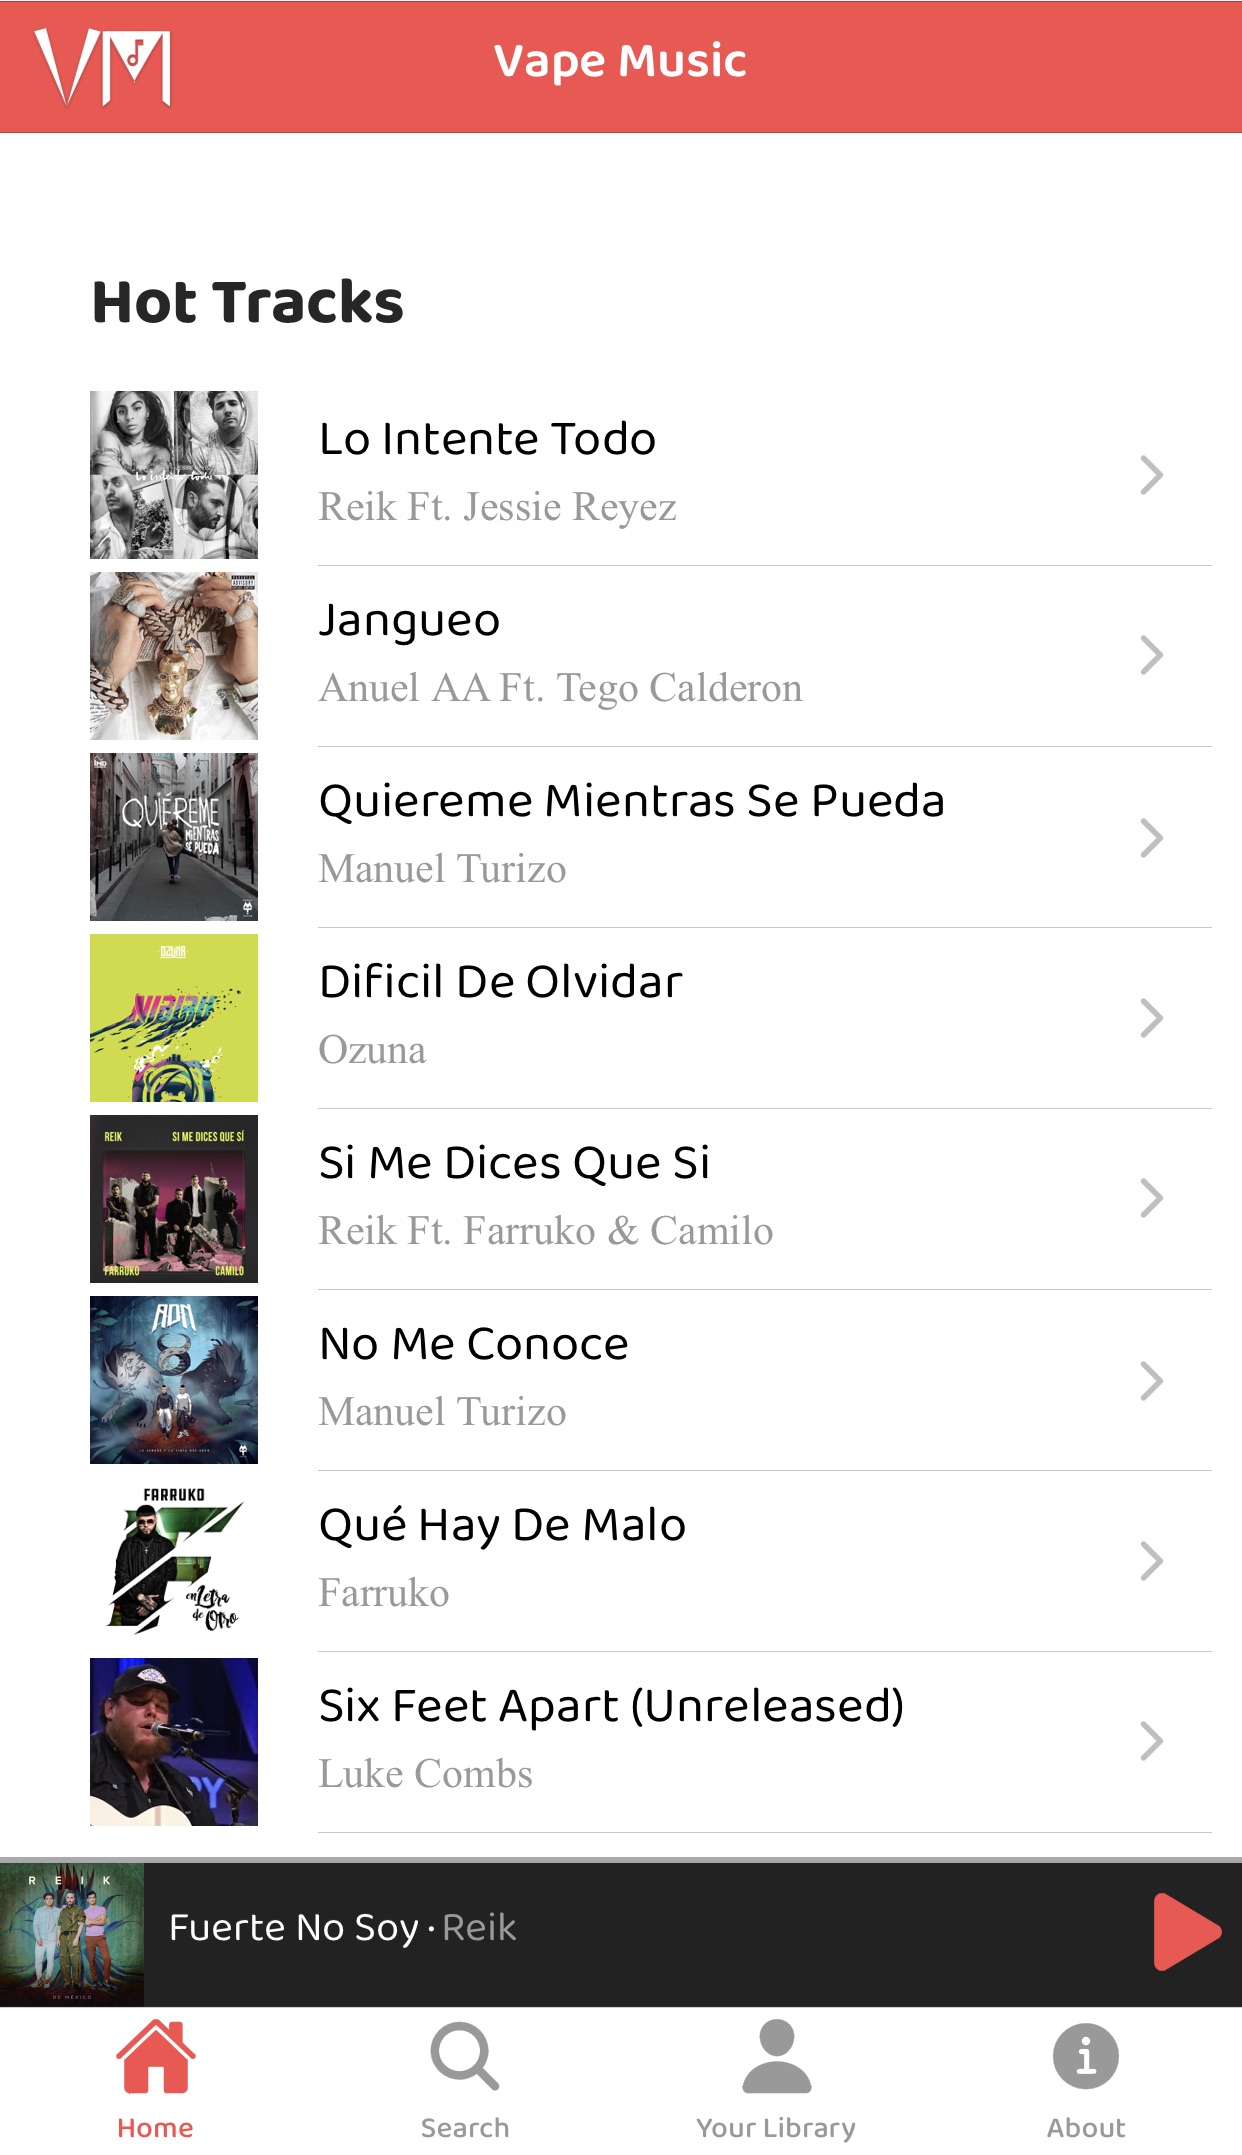 VM
Vape Music
Hot Tracks
Lo Intente Todo
Reik Ft. Jessie Reyez
Jangueo
Anuel AA Ft. Tego Calderon
QUIÉREME
MIENTRAS
SE PUEDA
Quiereme Mientras Se Pueda
Manuel Turizo
OZUNA
NIBIRU
Dificil De Olvidar
Ozuna
REIK SI ME DICES QUE SÍ
FARRUKO CAMILO
Si Me Dices Que Si
Reik Ft. Farruko & Camilo
ADN
No Me Conoce
Manuel Turizo
FARRUKO
en Letra
de Otro
Qué Hay De Malo
Farruko
Six Feet Apart (Unreleased)
Luke Combs
REIK
Fuerte No Soy · Reik
Home
Search
Your Library
About